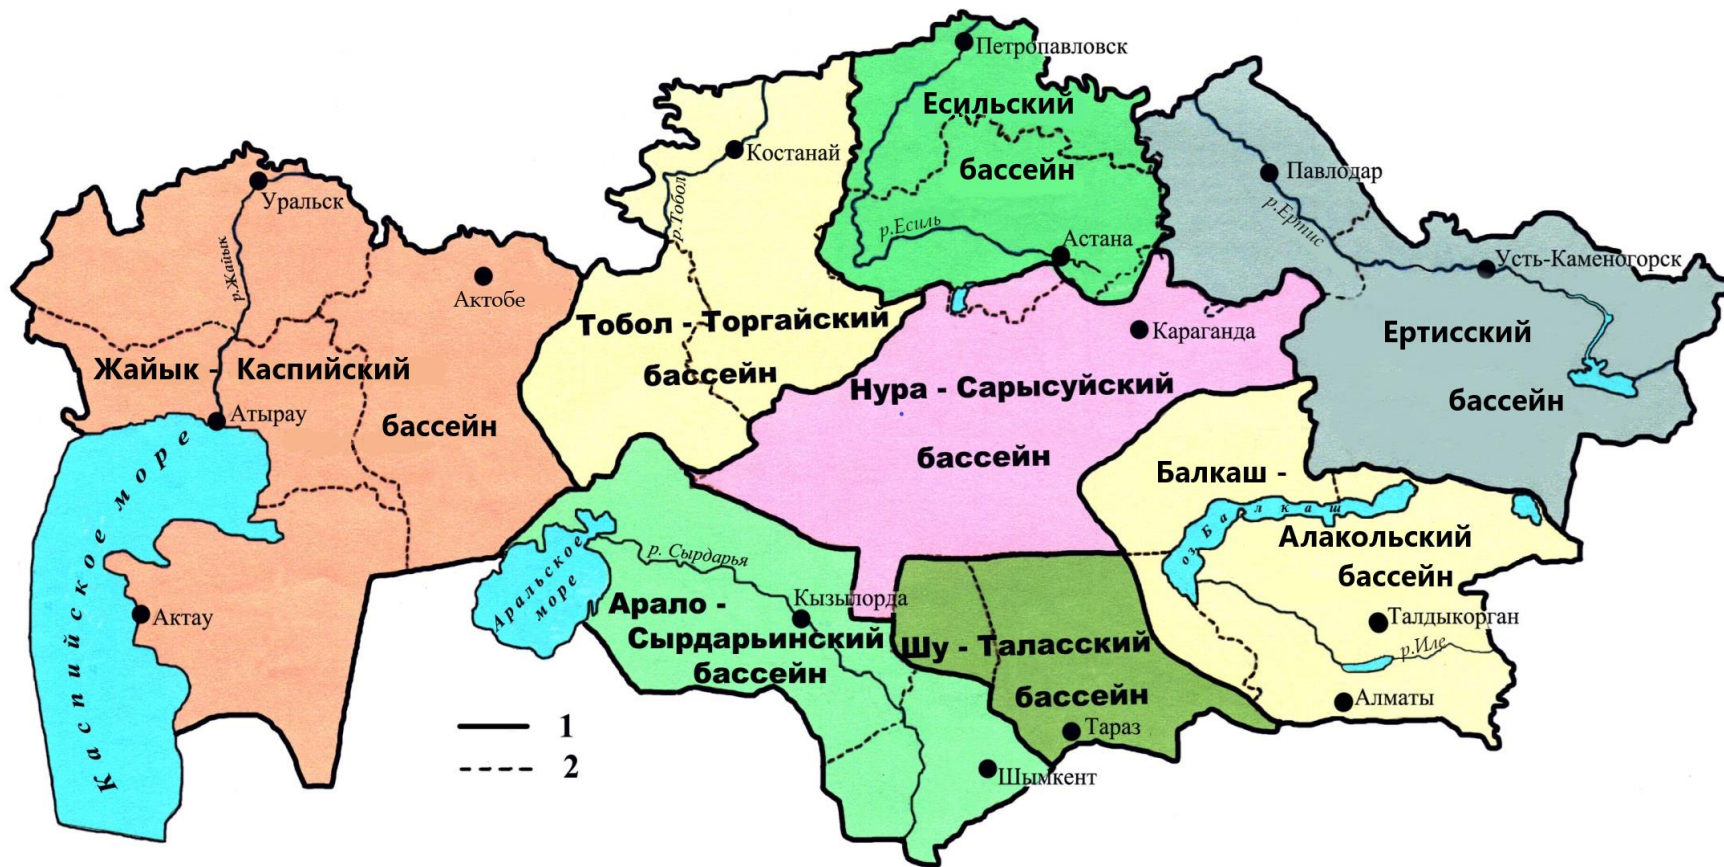 Петропавловск
Есильский
бассейн
Костанай
Павлодар
Уральск
р.Тобол
р.Есиль
Астана
р.Ертис
Усть-Каменогорск
р.Жайык
Актобе
Тобол - Торгайский
бассейн
Караганда
Ертисский
бассейн
Жайык - Каспийский
бассейн
Нура - Сарысуйский
бассейн
Атырау
Каспийское море
Балкаш -
Алакольский
бассейн
оз. Балкаш
р. Сырдарья
Аральское
море
Арало -
Сырдарьинский
бассейн
Кызылорда
Актау
Шу - Таласский
бассейн
Талдыкорган
р.Иле
Алматы
Тараз
Шымкент
1
2